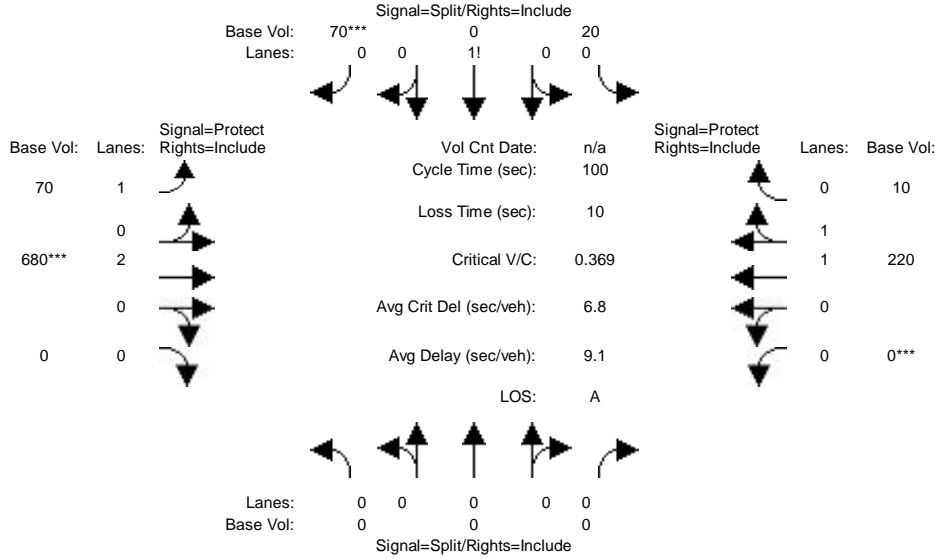 Signal=Split/Rights=Include
Base Vol: 70*** 0 20
Lanes: 0 0 1! 0 0
Signal=Protect
Base Vol: Lanes: Rights=Include
Vol Cnt Date: n/a
Signal=Protect
Rights=Include Lanes: Base Vol:
Cycle Time (sec): 100
70 1
0 10
Loss Time (sec): 10
0
1
680*** 2
Critical V/C: 0.369
1 220
0
Avg Crit Del (sec/veh): 6.8
0
0 0
Avg Delay (sec/veh): 9.1
0 0***
LOS: A
Lanes: 0 0 0 0 0
Base Vol: 0 0 0
Signal=Split/Rights=Include